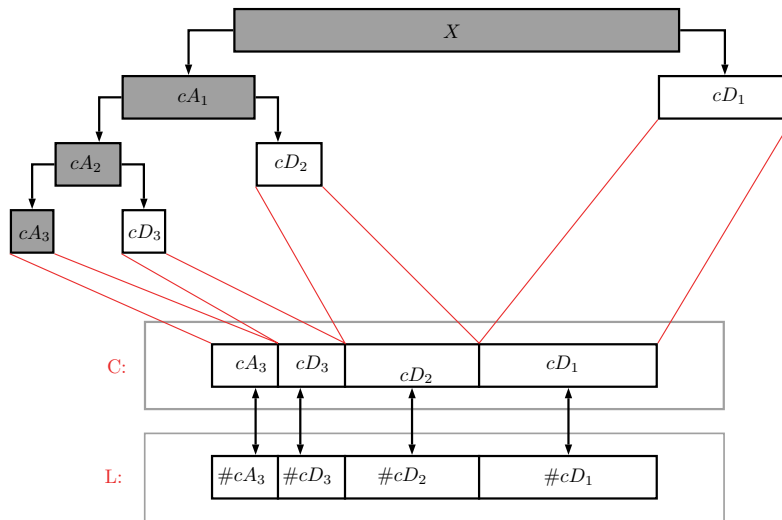 X
cA₁ cD₁
cA₂ cD₂
cA₃ cD₃
C: cA₃ cD₃ cD₂ cD₁
L: #cA₃ #cD₃ #cD₂ #cD₁